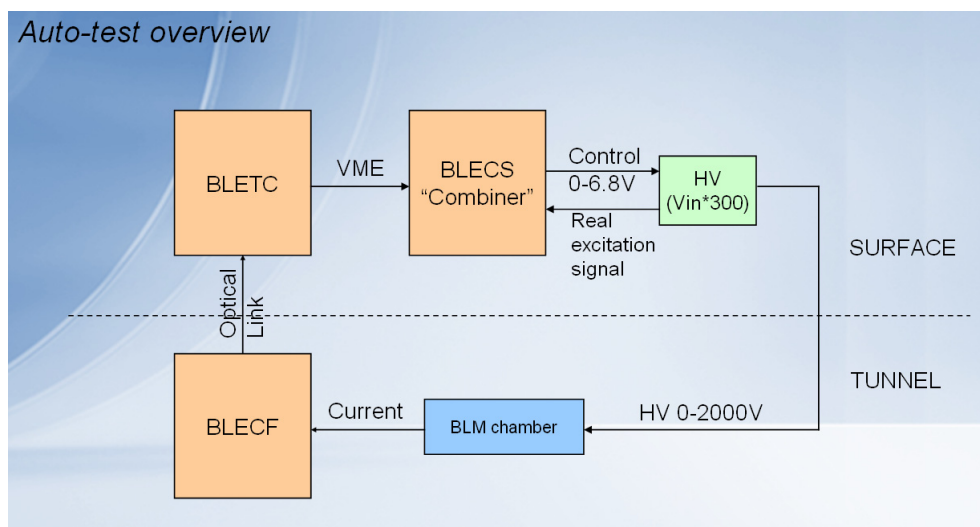 Auto-test overview
BLETC
VME
BLECS
“Combiner”
Control
0-6.8V
HV
(Vin*300)
Real
excitation
signal
SURFACE
Optical
Link
TUNNEL
BLECF
Current
BLM chamber
HV 0-2000V